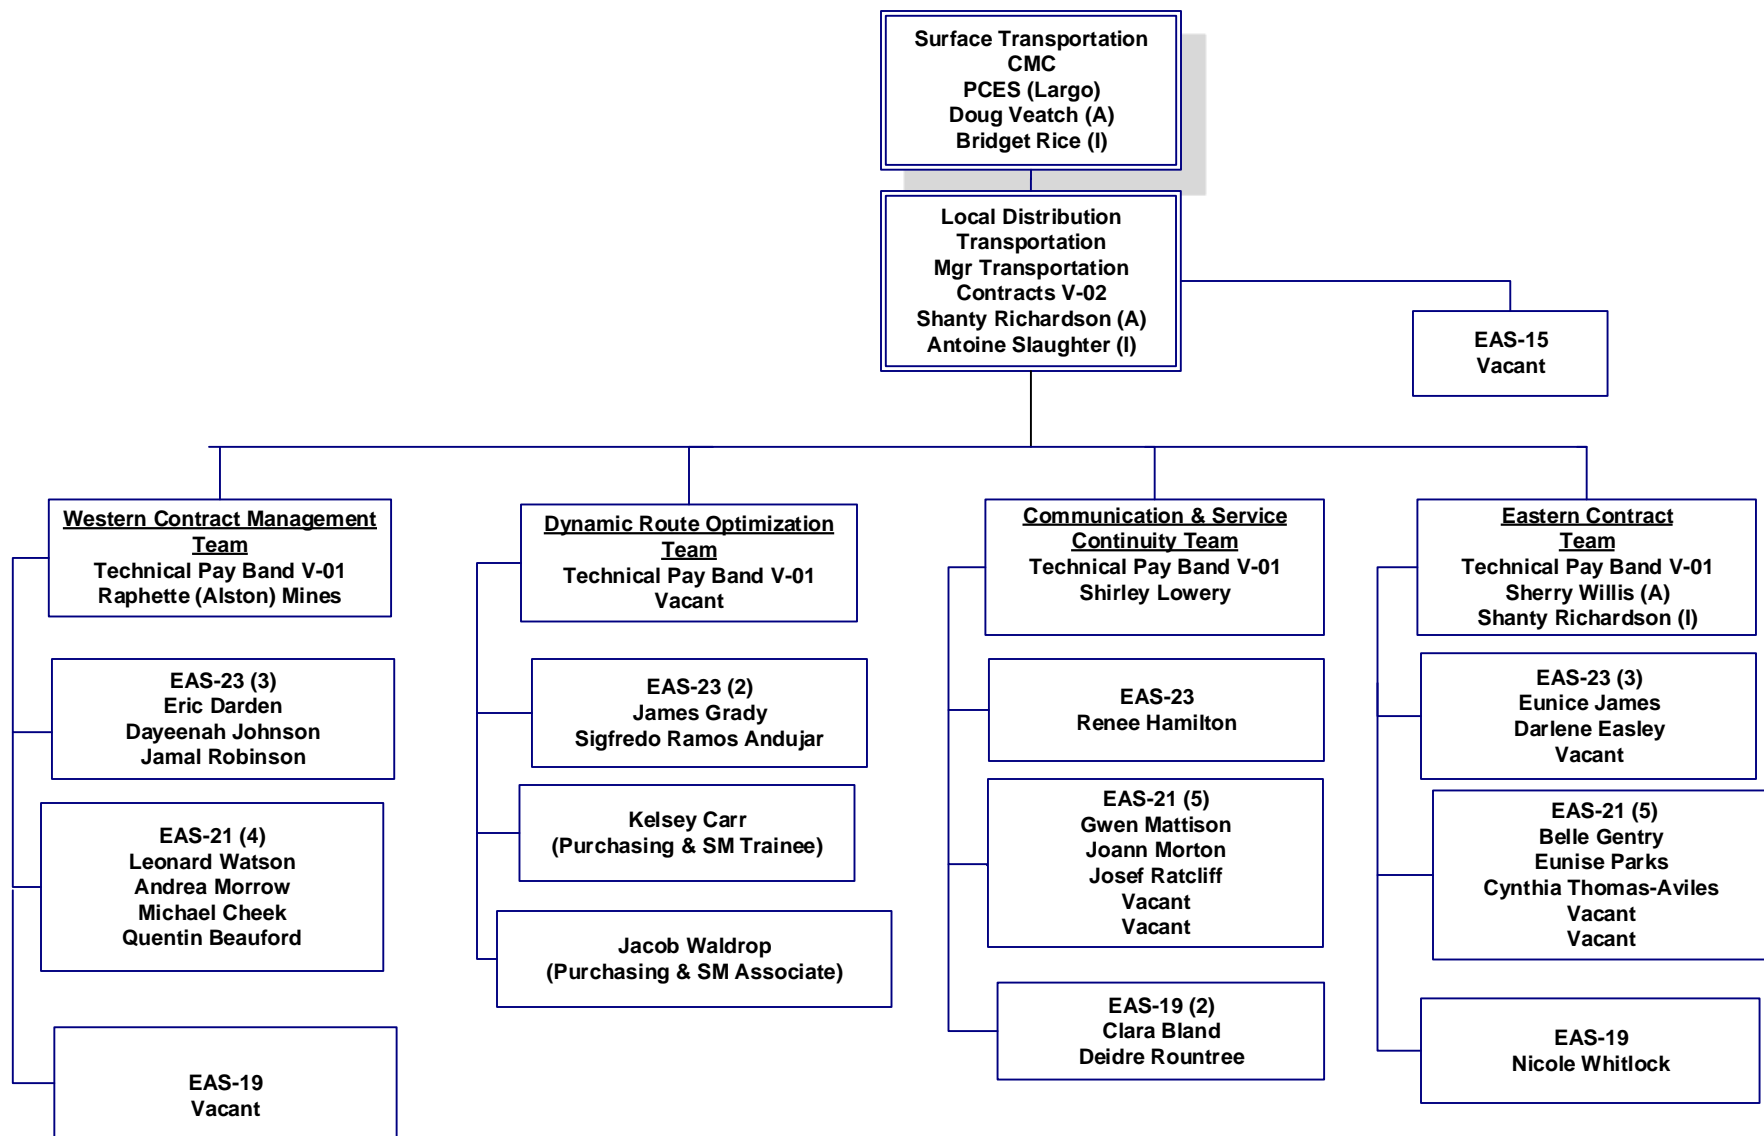 Surface Transportation
CMC
PCES (Largo)
Doug Veatch (A)
Bridget Rice (I)
Local Distribution
Transportation
Mgr Transportation
Contracts V-02
Shanty Richardson (A)
Antoine Slaughter (I)
EAS-15
Vacant
Western Contract Management
Team
Technical Pay Band V-01
Raphette (Alston) Mines
EAS-23 (3)
Eric Darden
Dayeenah Johnson
Jamal Robinson
EAS-21 (4)
Leonard Watson
Andrea Morrow
Michael Cheek
Quentin Beauford
EAS-19
Vacant
Dynamic Route Optimization
Team
Technical Pay Band V-01
Vacant
EAS-23 (2)
James Grady
Sigfredo Ramos Andujar
Kelsey Carr
(Purchasing & SM Trainee)
Jacob Waldrop
(Purchasing & SM Associate)
Communication & Service
Continuity Team
Technical Pay Band V-01
Shirley Lowery
EAS-23
Renee Hamilton
EAS-21 (5)
Gwen Mattison
Joann Morton
Josef Ratcliff
Vacant
Vacant
EAS-19 (2)
Clara Bland
Deidre Rountree
Eastern Contract
Team
Technical Pay Band V-01
Sherry Willis (A)
Shanty Richardson (I)
EAS-23 (3)
Eunice James
Darlene Easley
Vacant
EAS-21 (5)
Belle Gentry
Eunise Parks
Cynthia Thomas-Aviles
Vacant
Vacant
EAS-19
Nicole Whitlock